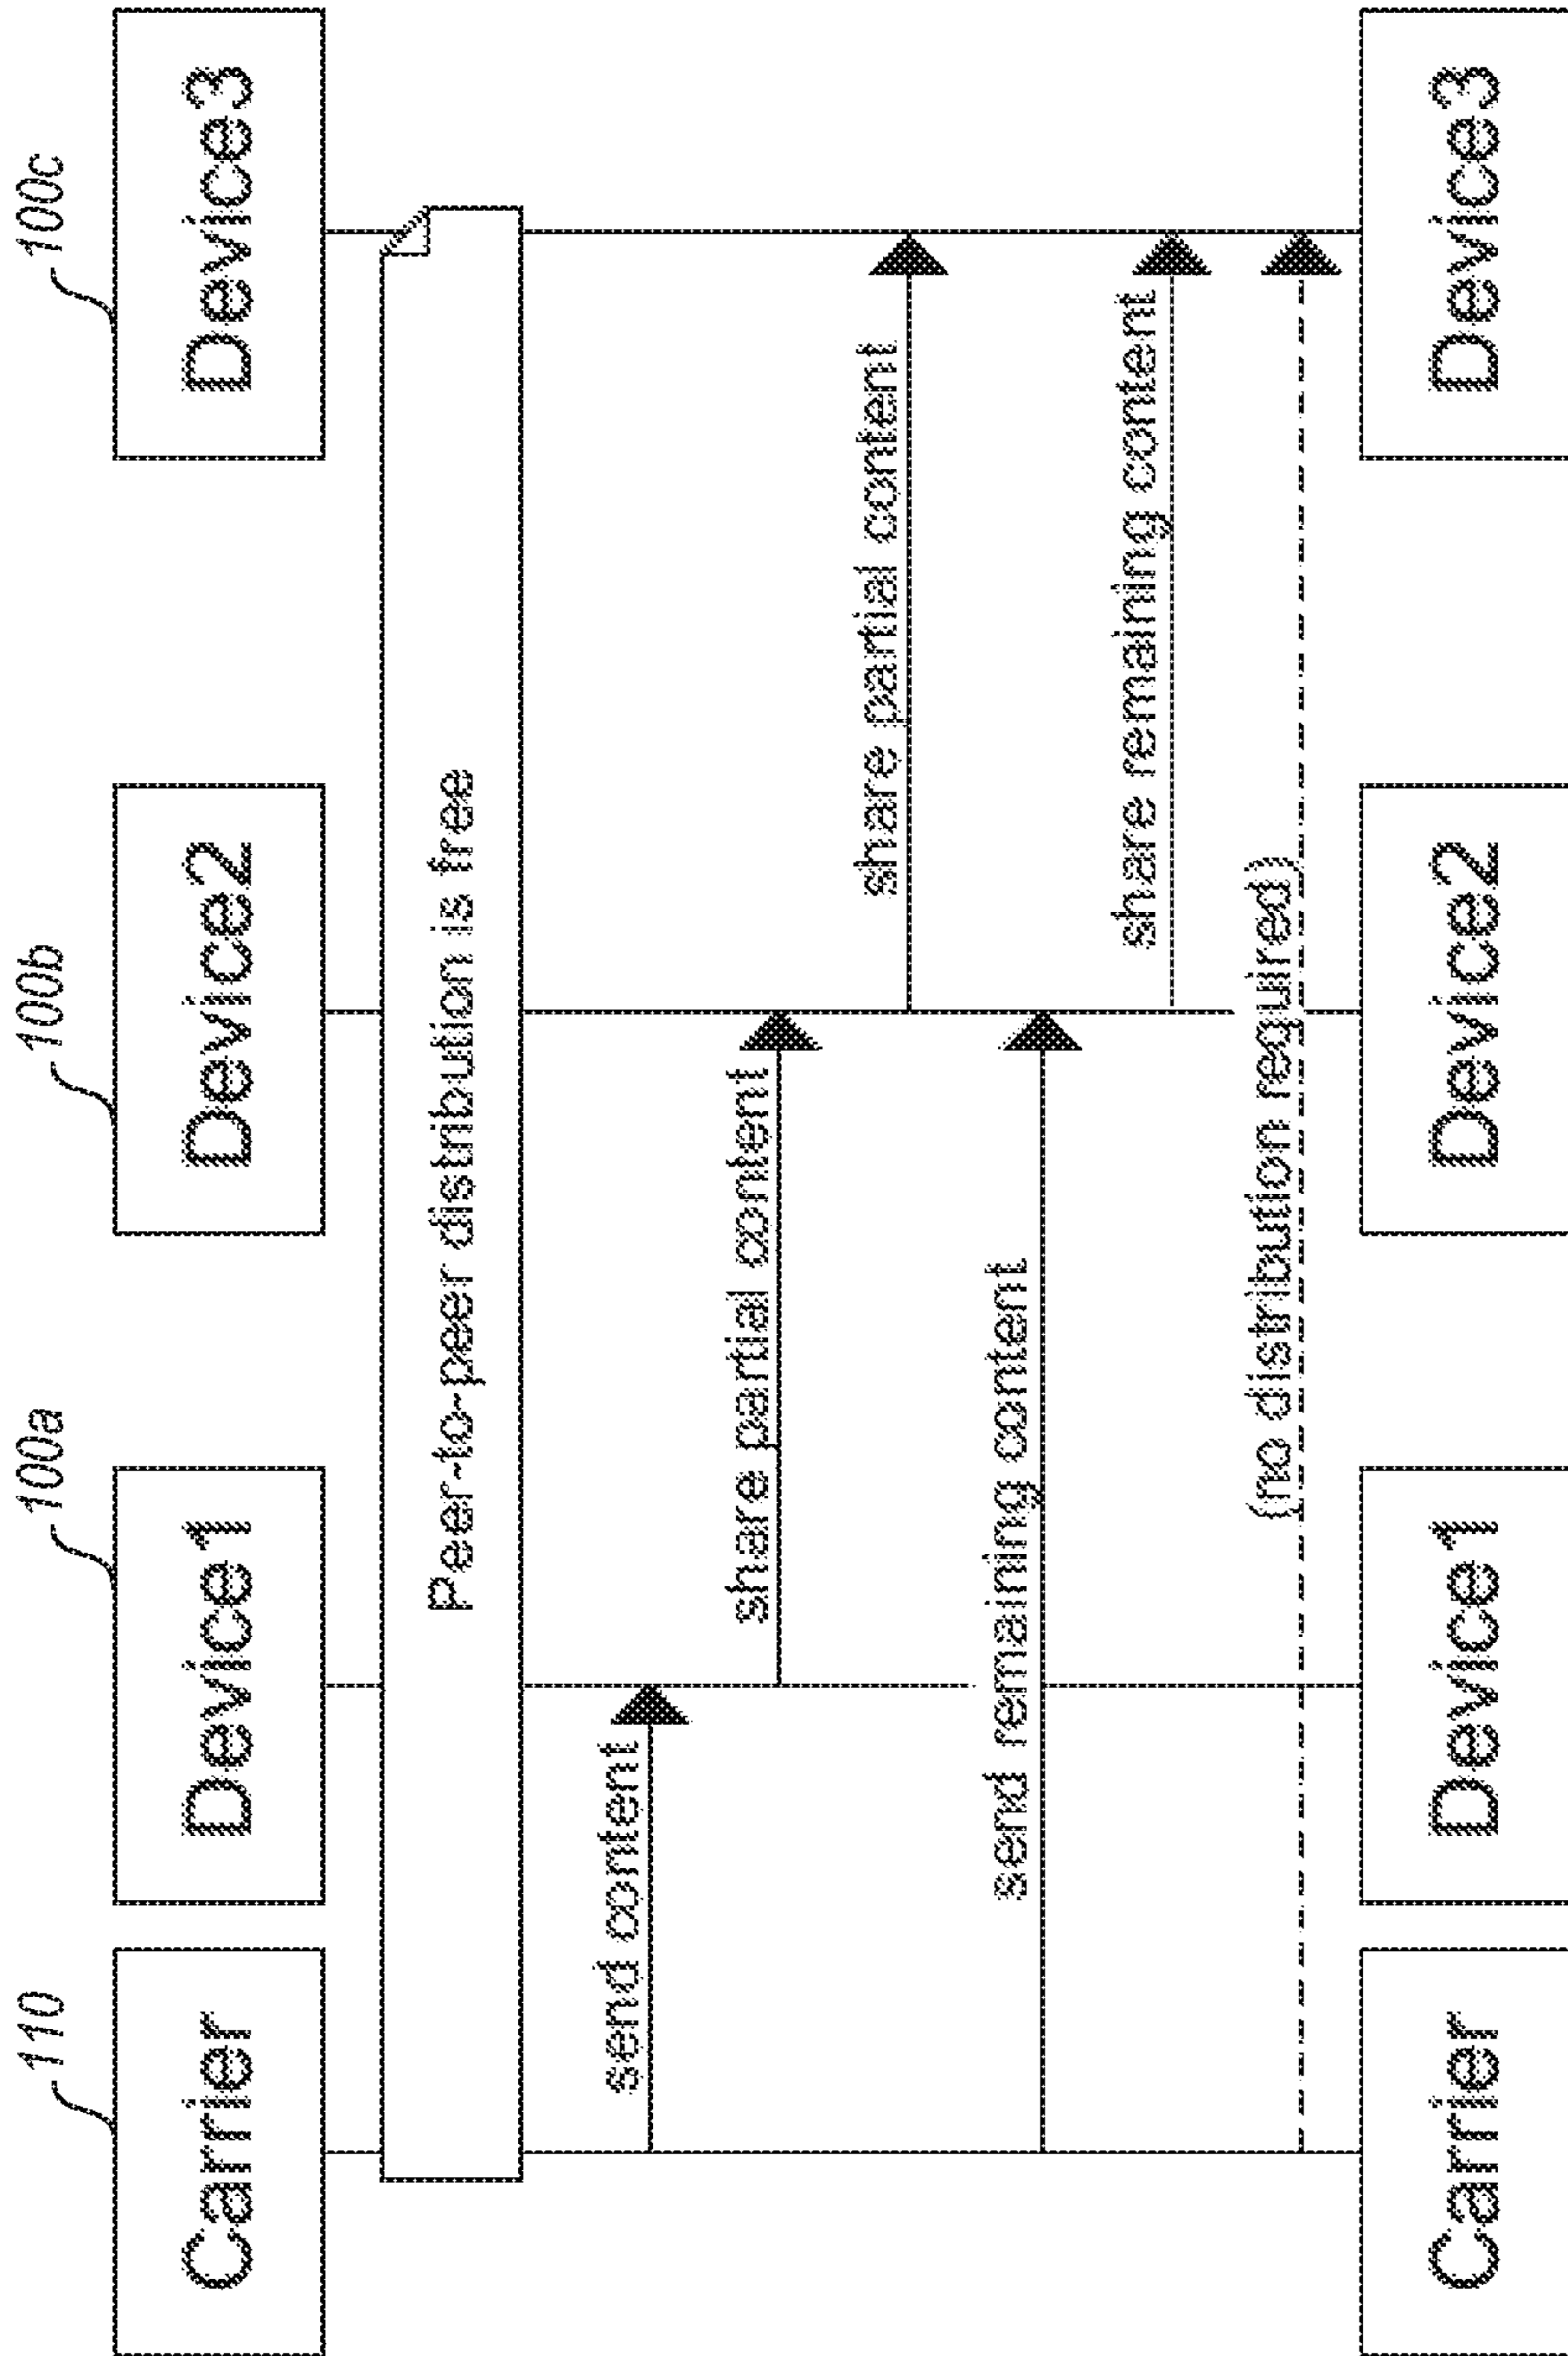 110
100a
100b
100c
Carrier
Device1
Device2
Device3
Peer-to-peer distribution is free
send content
share partial content
share partial content
send remaining content
share remaining content
(no distribution required)
Carrier
Device1
Device2
Device3